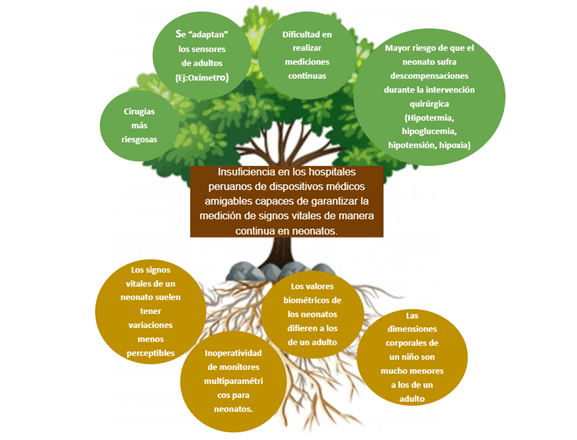 Se “adaptan”
los sensores
de adultos
(Ej:Oxímetro)
Dificultad en
realizar
mediciones
continuas
Mayor riesgo de que el
neonato sufra
descompensaciones
durante la intervención
quirúrgica
(Hipotermia,
hipoglucemia,
hipotensión, hipoxia)
Cirugías
más
riesgosas
Insuficiencia en los hospitales
peruanos de dispositivos médicos
amigables capaces de garantizar la
medición de signos vitales de manera
continua en neonatos.
Los signos
vitales de un
neonato suelen
tener
variaciones
menos
perceptibles
Los valores
biométricos de
los neonatos
difieren a los
de un adulto
Inoperatividad
de monitores
multiparamétri
cos para
neonatos.
Las
dimensiones
corporales de
un niño son
mucho menores
a los de un
adulto